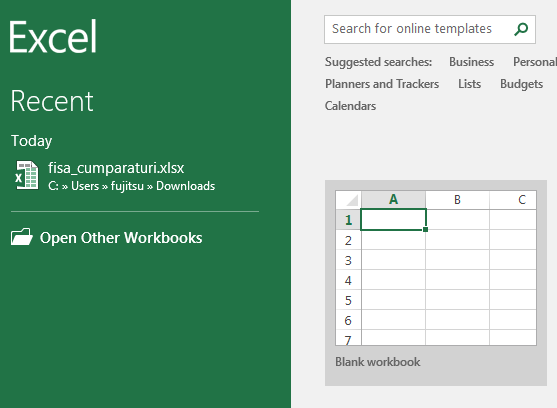 Excel
Recent
Today
fisa_cumparaturi.xlsx
C: » Users » fujitsu » Downloads
Open Other Workbooks
Search for online templates
Suggested searches: Business Personal
Planners and Trackers Lists Budgets
Calendars
A B C
1
2
3
4
5
6
7
Blank workbook